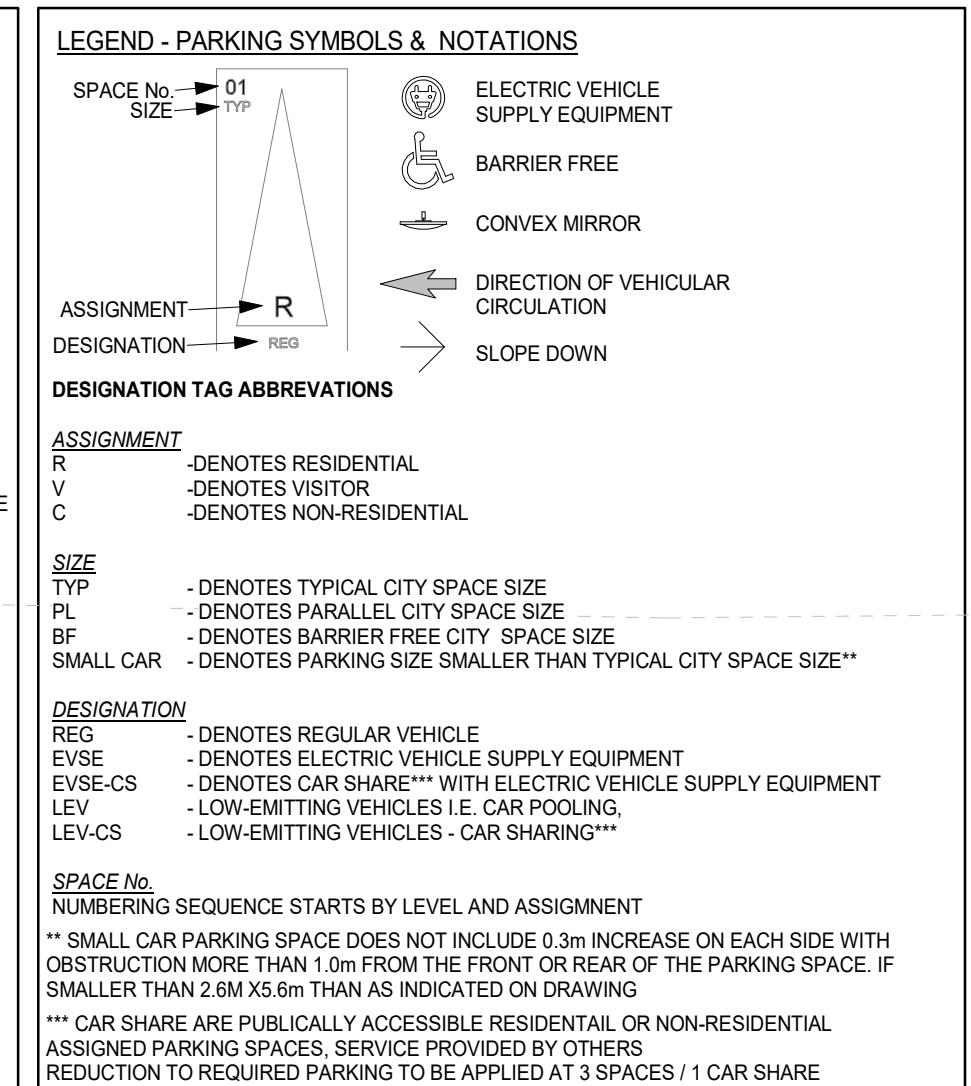 LEGEND - PARKING SYMBOLS & NOTATIONS
SPACE No.
01
SIZE
TYP
ASSIGNMENT
R
DESIGNATION
REG
ELECTRIC VEHICLE
SUPPLY EQUIPMENT
BARRIER FREE
CONVEX MIRROR
DIRECTION OF VEHICULAR
CIRCULATION
SLOPE DOWN
DESIGNATION TAG ABBREVATIONS
ASSIGNMENT
R -DENOTES RESIDENTIAL
V -DENOTES VISITOR
C -DENOTES NON-RESIDENTIAL
E
SIZE
TYP - DENOTES TYPICAL CITY SPACE SIZE
PL - DENOTES PARALLEL CITY SPACE SIZE
BF - DENOTES BARRIER FREE CITY SPACE SIZE
SMALL CAR - DENOTES PARKING SIZE SMALLER THAN TYPICAL CITY SPACE SIZE**
DESIGNATION
REG - DENOTES REGULAR VEHICLE
EVSE - DENOTES ELECTRIC VEHICLE SUPPLY EQUIPMENT
EVSE-CS - DENOTES CAR SHARE*** WITH ELECTRIC VEHICLE SUPPLY EQUIPMENT
LEV - LOW-EMITTING VEHICLES I.E. CAR POOLING,
LEV-CS - LOW-EMITTING VEHICLES - CAR SHARING***
SPACE No.
NUMBERING SEQUENCE STARTS BY LEVEL AND ASSIGMNENT
** SMALL CAR PARKING SPACE DOES NOT INCLUDE 0.3m INCREASE ON EACH SIDE WITH
OBSTRUCTION MORE THAN 1.0m FROM THE FRONT OR REAR OF THE PARKING SPACE. IF
SMALLER THAN 2.6M X5.6m THAN AS INDICATED ON DRAWING
*** CAR SHARE ARE PUBLICALLY ACCESSIBLE RESIDENTAIL OR NON-RESIDENTIAL
ASSIGNED PARKING SPACES, SERVICE PROVIDED BY OTHERS
REDUCTION TO REQUIRED PARKING TO BE APPLIED AT 3 SPACES / 1 CAR SHARE